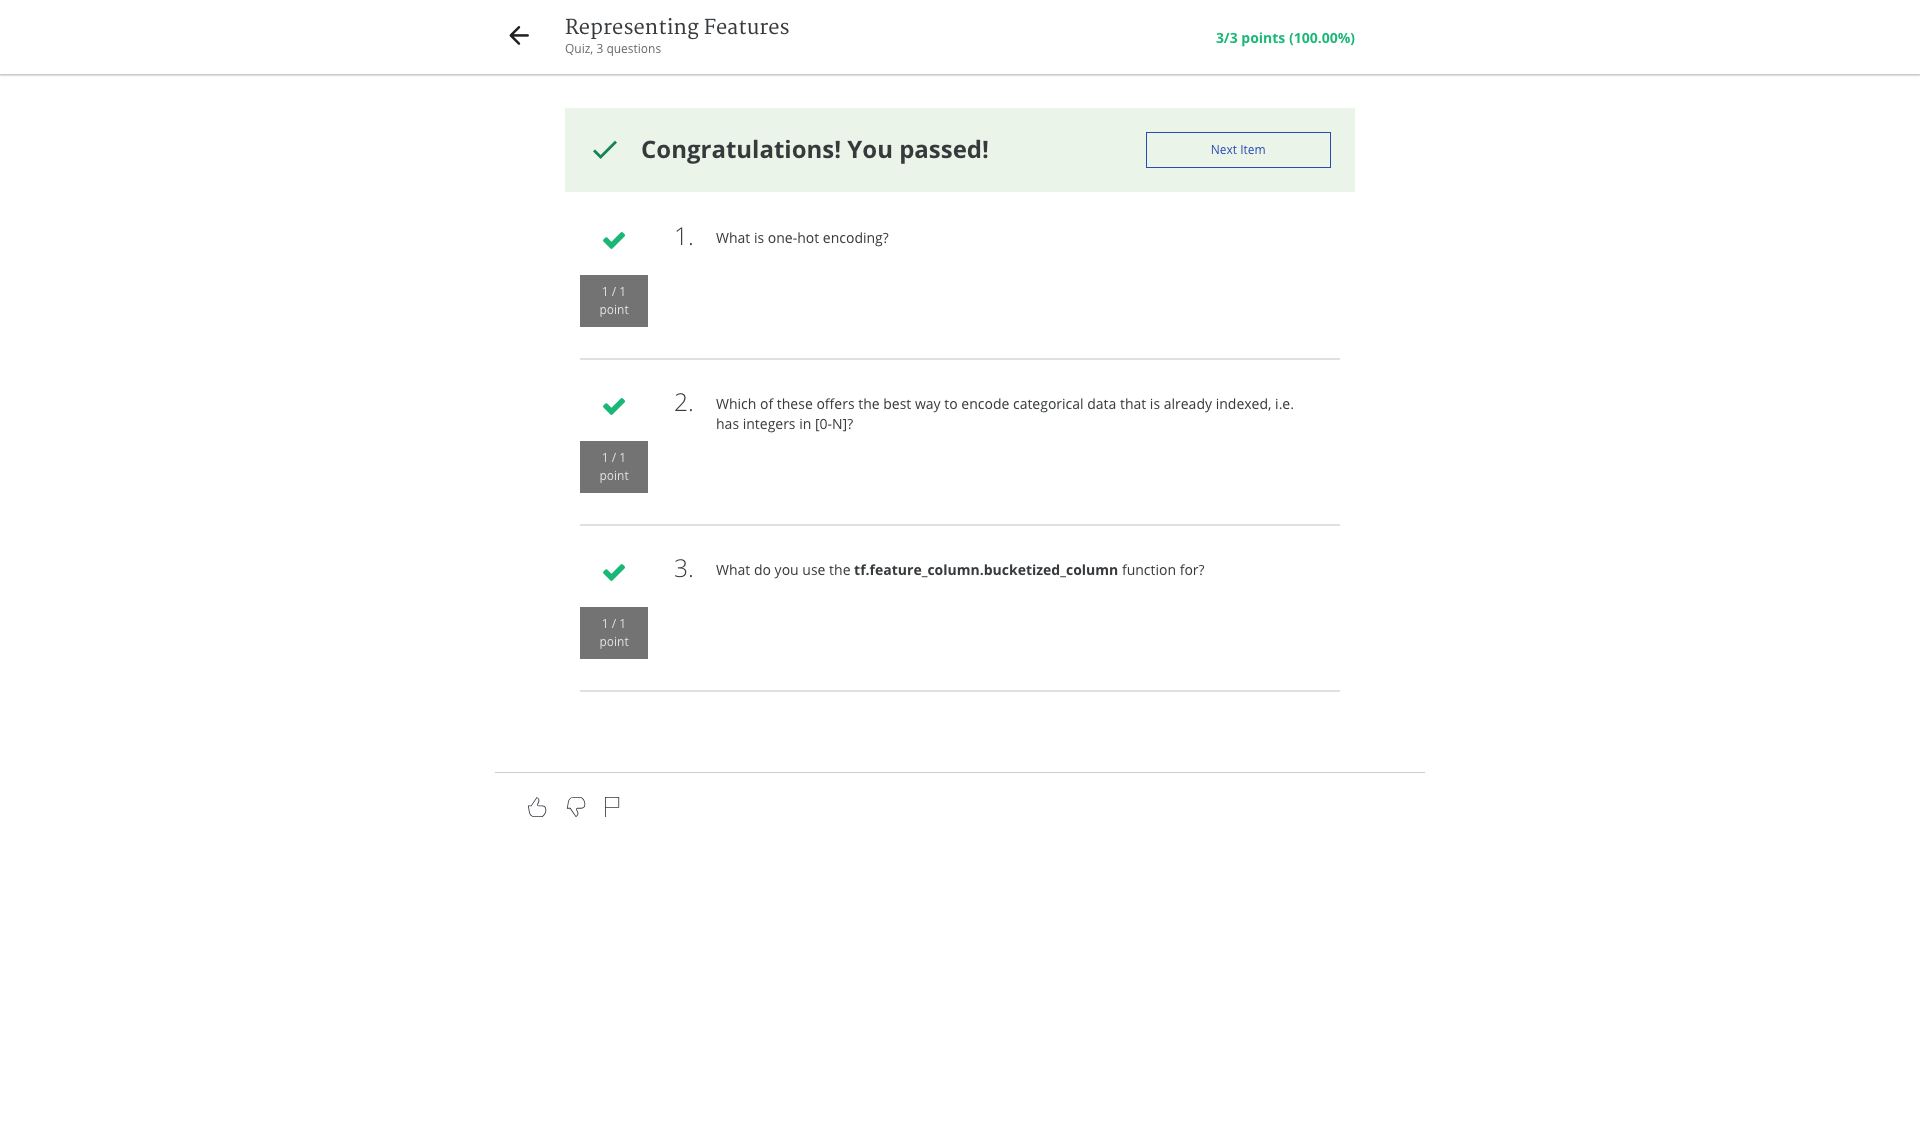 Representing Features
Quiz, 3 questions
3/3 points (100.00%)
Congratulations! You passed!
Next Item
1. What is one-hot encoding?
1 / 1
point
2. Which of these offers the best way to encode categorical data that is already indexed, i.e.
has integers in [0-N]?
1 / 1
point
3. What do you use the tf.feature_column.bucketized_column function for?
1 / 1
point